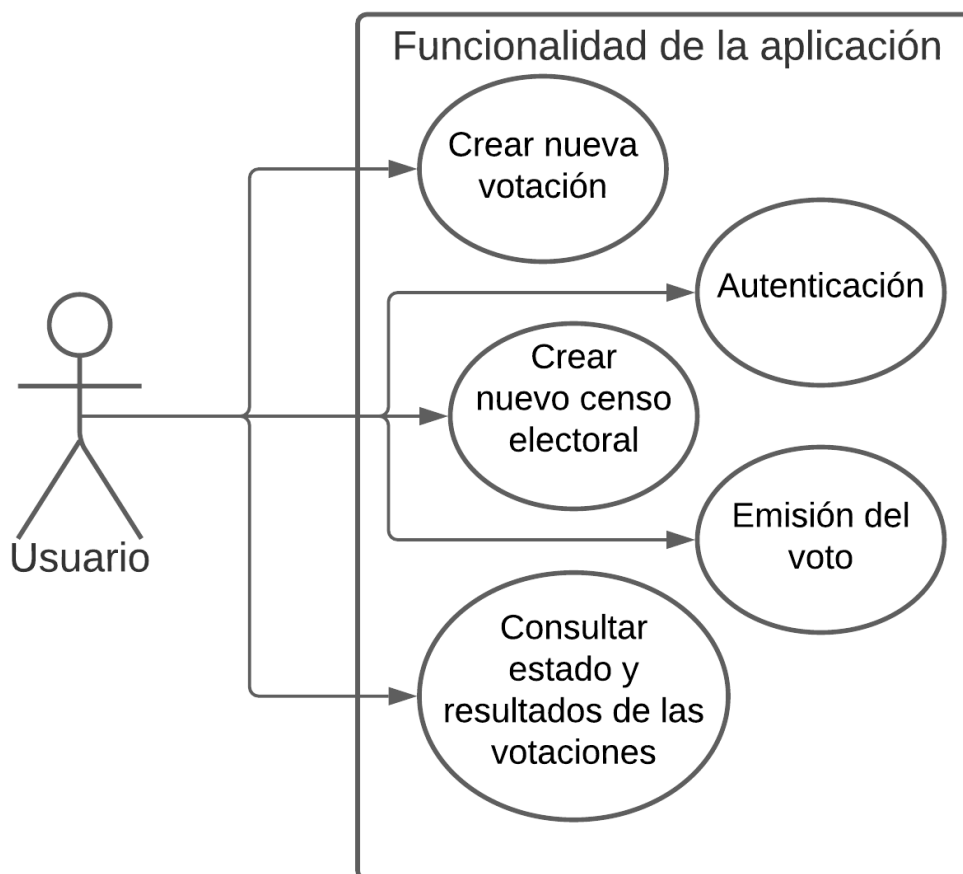 Funcionalidad de la aplicación
Crear nueva
votación
Autenticación
Crear
nuevo censo
electoral
Emisión del
voto
Usuario
Consultar
estado y
resultados de las
votaciones